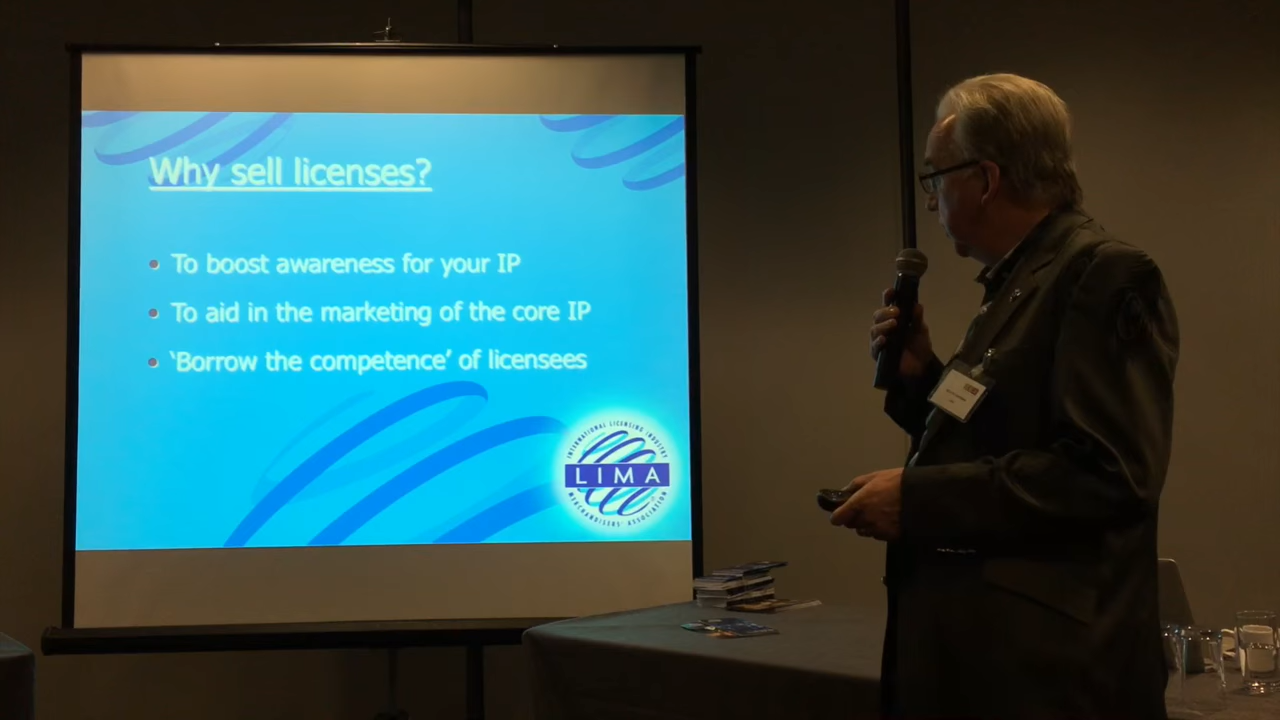 Why sell licenses?
To boost awareness for your IP
To aid in the marketing of the core IP
‘Borrow the competence’ of licensees
INTERNATIONAL LICENSING INDUSTRY
LIMA
MERCHANDISERS' ASSOCIATION